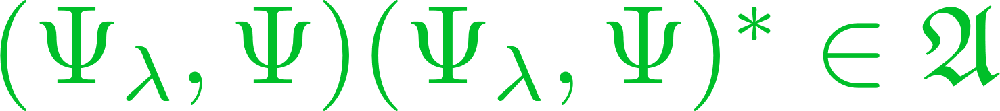 (Ψ_λ, Ψ)(Ψ_λ, Ψ)^* ∈ 𝔄